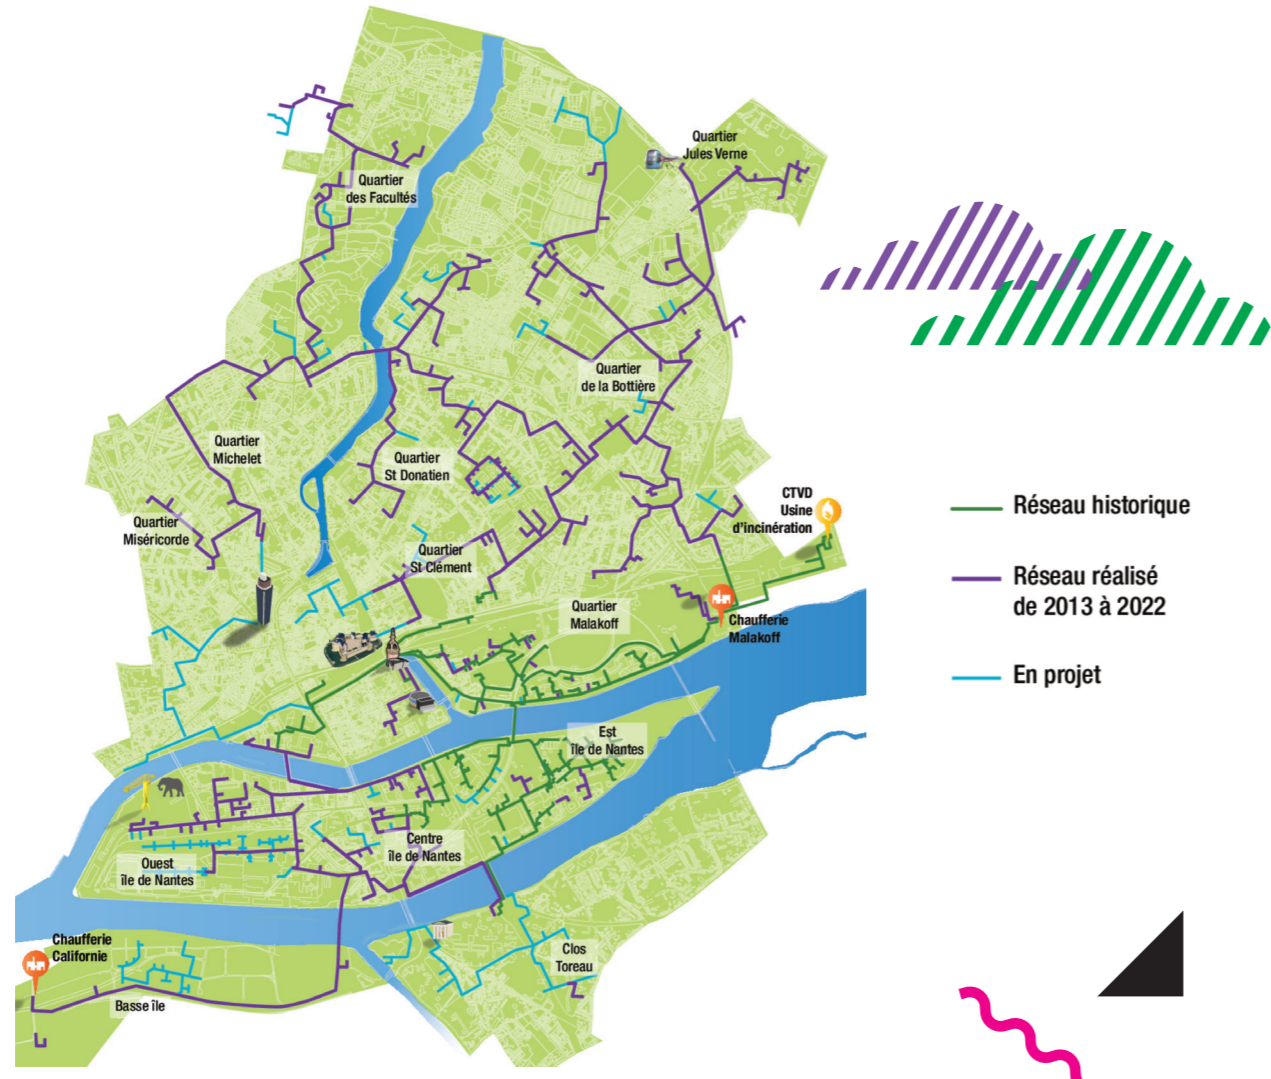 Quartier
Jules Verne
Quartier
des Facultés
Quartier
de la Bottière
Quartier
Michelet
Quartier
St Donatien
CTVD
Usine
d'incinération
Quartier
Miséricorde
Quartier
St Clément
Quartier
Malakoff
Chaufferie
Malakoff
Est
île de Nantes
Centre
île de Nantes
Ouest
île de Nantes
Chaufferie
Californie
Clos
Toreau
Basse île
Réseau historique
Réseau réalisé
de 2013 à 2022
En projet